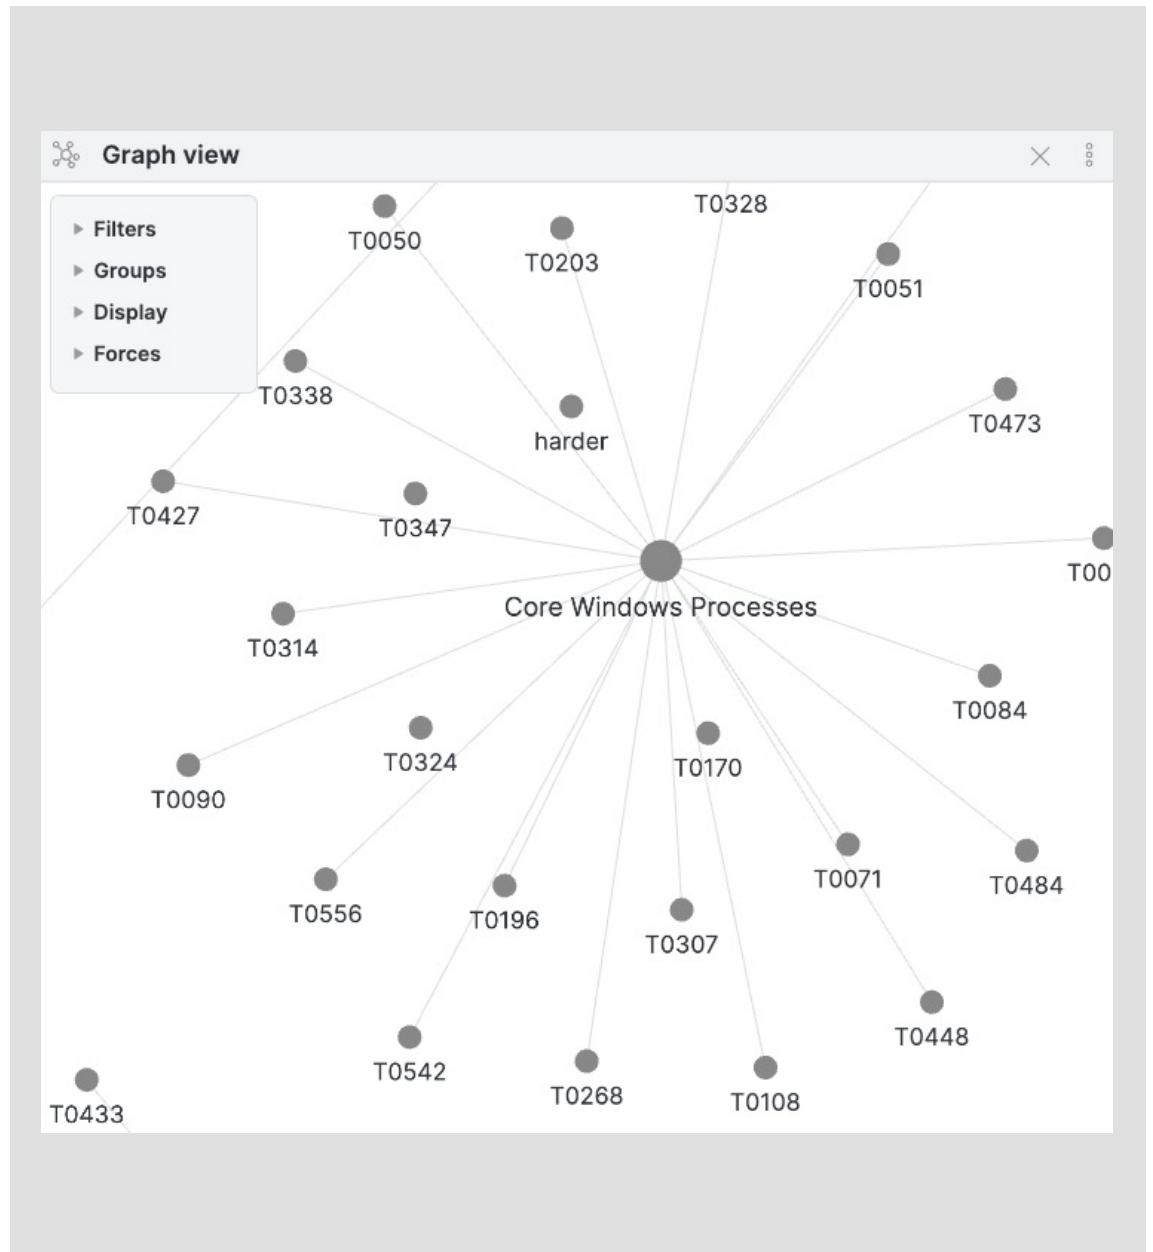 Graph view
Filters
Groups
Display
Forces
T0328
T0050
T0203
T0051
T0338
T0473
harder
T0427
T0347
T00
Core Windows Processes
T0314
T0084
T0324
T0170
T0090
T0071
T0484
T0556
T0196
T0307
T0448
T0542
T0268
T0108
T0433